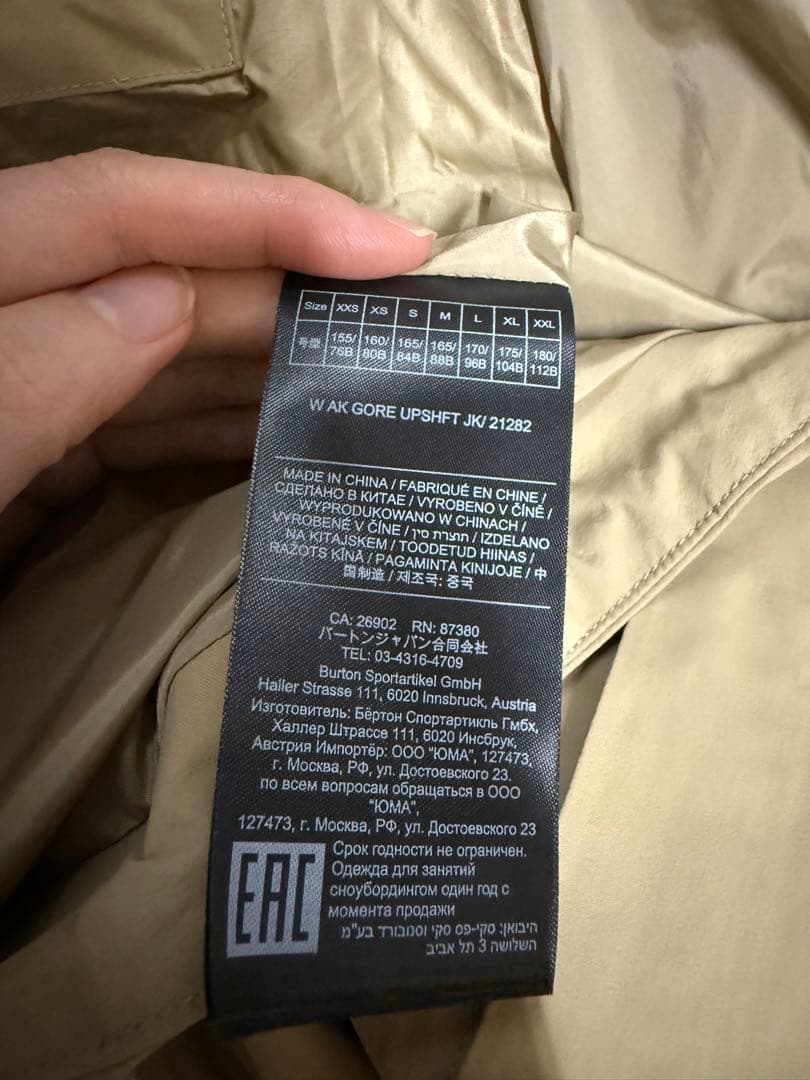 Size XXS XS S M L XL XXL
号型 155/76B 160/80B 165/84B 165/88B 170/96B 175/104B 180/112B
W AK GORE UPSHFT JK/ 21282
MADE IN CHINA / FABRIQUÉ EN CHINE /
СДЕЛАНО В КИТАЕ / VYROBENO V ČÍNĚ /
WYPRODUKOWANO W CHINACH /
VYROBENÉ V ČÍNE / תוצרת סין / IZDELANO
NA KITAJSKEM / TOODETUD HIINAS /
RAŽOTS ĶĪNĀ / PAGAMINTA KINIJOJE / 中
国制造 / 제조국: 중국
CA: 26902 RN: 87380
バートンジャパン合同会社
TEL: 03-4316-4709
Burton Sportartikel GmbH
Haller Strasse 111, 6020 Innsbruck, Austria
Изготовитель: Бёртон Спортартикль Гмбх,
Халлер Штрассе 111, 6020 Инсбрук,
Австрия Импортёр: ООО "ЮМА", 127473,
г. Москва, РФ, ул. Достоевского 23.
по всем вопросам обращаться в ООО
"ЮМА",
127473, г. Москва, РФ, ул. Достоевского 23
EAC
Срок годности не ограничен.
Одежда для занятий
сноубордингом один год с
момента продажи
היבואן: סקי-פס סקי וסנובורד בע"מ
השלושה 3 תל אביב